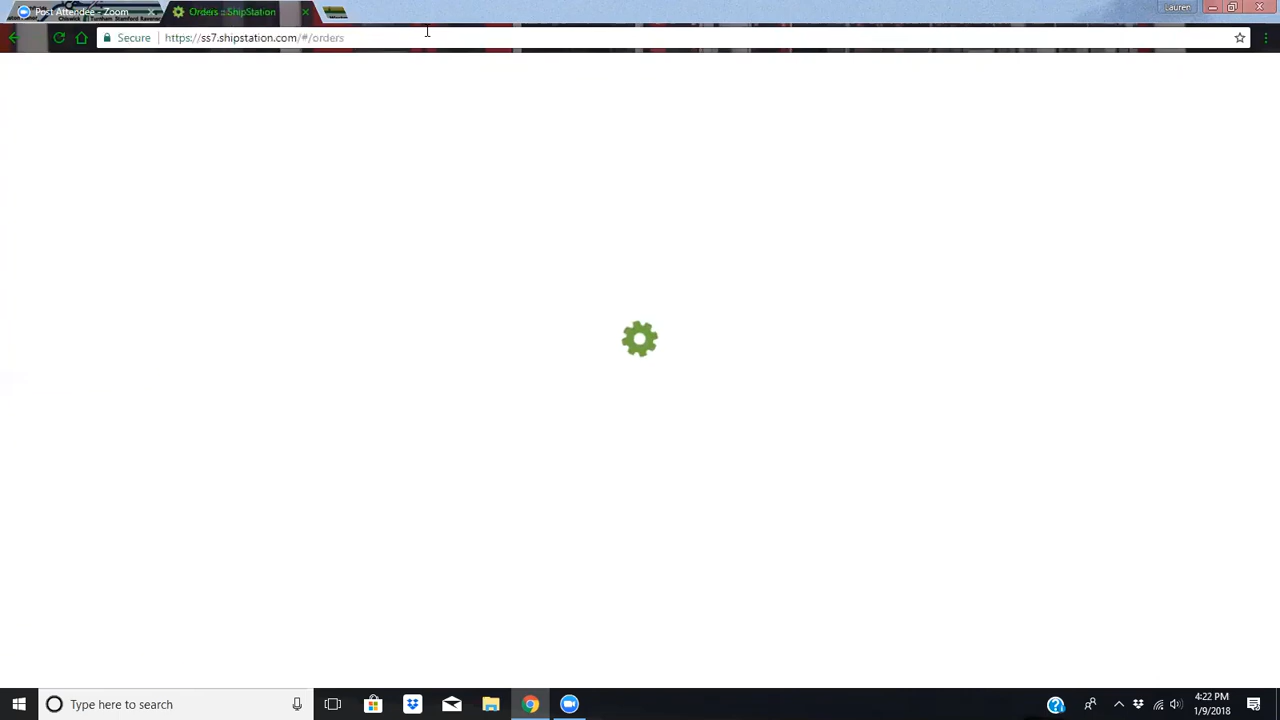 Post Attendee - Zoom
Orders :: ShipStation
Lauren
Secure
https://ss7.shipstation.com/#/orders
Type here to search
4:22 PM
1/9/2018